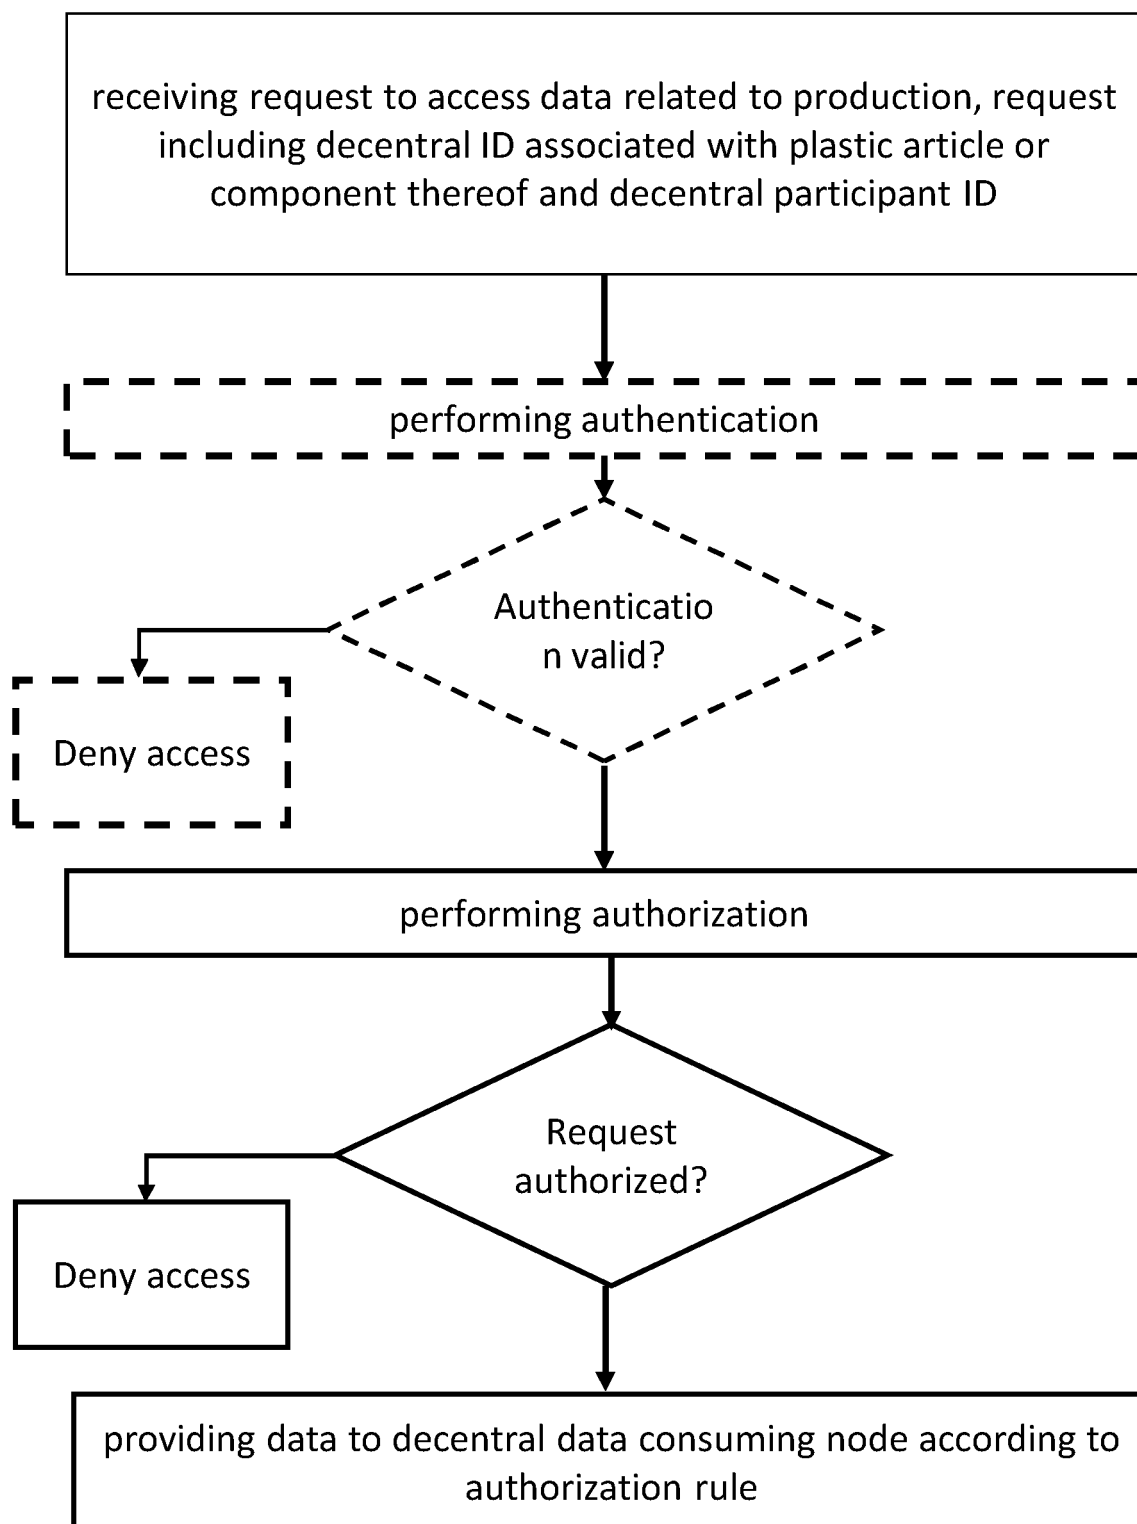 receiving request to access data related to production, request
including decentral ID associated with plastic article or
component thereof and decentral participant ID
performing authentication
Authenticatio
n valid?
Deny access
performing authorization
Request
authorized?
Deny access
providing data to decentral data consuming node according to
authorization rule